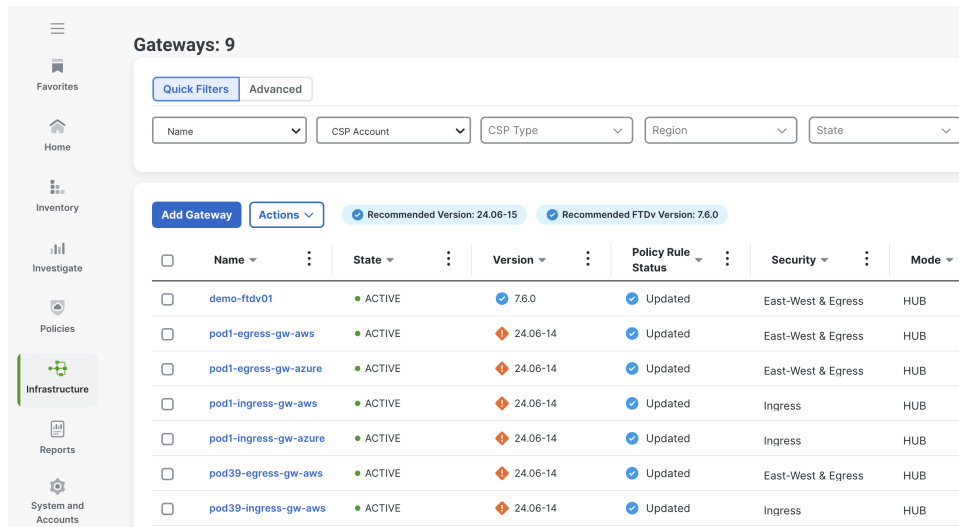 Gateways: 9
Favorites
Home
Inventory
Investigate
Policies
Infrastructure
Reports
System and
Accounts
Quick Filters Advanced
Name CSP Account CSP Type Region State
Add Gateway Actions Recommended Version: 24.06-15 Recommended FTDv Version: 7.6.0
Name State Version Policy Rule Status Security Mode
demo-ftdv01 ACTIVE 7.6.0 Updated East-West & Egress HUB
pod1-egress-gw-aws ACTIVE 24.06-14 Updated East-West & Egress HUB
pod1-egress-gw-azure ACTIVE 24.06-14 Updated East-West & Egress HUB
pod1-ingress-gw-aws ACTIVE 24.06-14 Updated Ingress HUB
pod1-ingress-gw-azure ACTIVE 24.06-14 Updated Ingress HUB
pod39-egress-gw-aws ACTIVE 24.06-14 Updated East-West & Egress HUB
pod39-ingress-gw-aws ACTIVE 24.06-14 Updated Ingress HUB